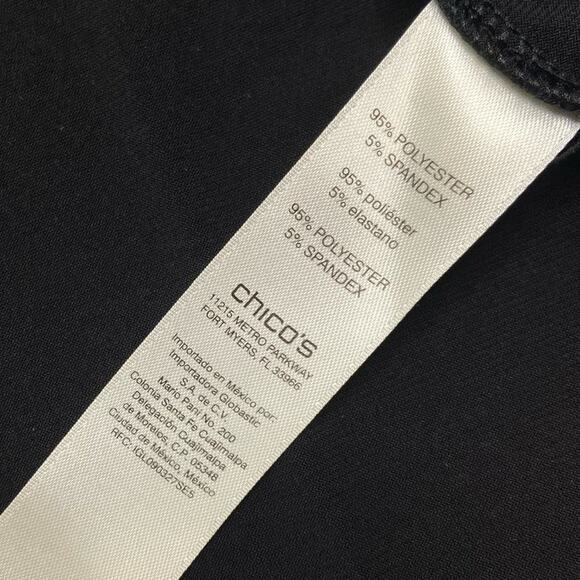 95% POLYESTER
5% SPANDEX
95% poliéster
5% elastano
95% POLYESTER
5% SPANDEX
chico's
11215 METRO PARKWAY
FORT MYERS, FL 33966
Importado en México por:
Importadora Globastic
S.A. de C.V.
Mario Pani No. 200
Colonia Santa Fe Cuajimalpa
Delegación Cuajimalpa
de Morelos, C.P. 05348
Ciudad de México, México
RFC: IGL090327SE5